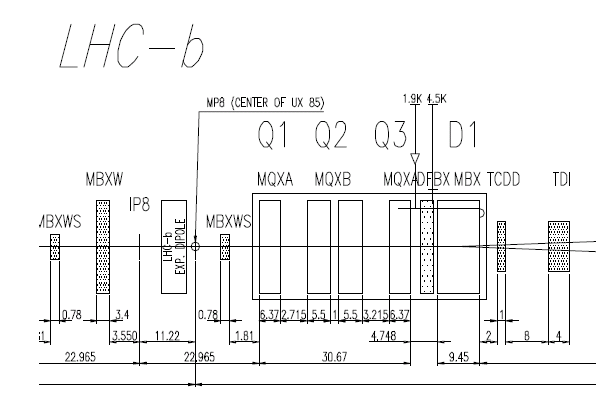 LHC-b
MP8 (CENTER OF UX 85)
1.9K 4.5K
Q1 Q2 Q3 D1
MBXW MQXA MQXB MQXA DFBX MBX TCDD TDI
IP8
MBXWS MBXWS
LHC-b
EXP. DIPOLE
0.78 3.4 0.78 6.37 2.715 5.5 1 5.5 3.215 6.37 1
3.550 11.22 1.81 4.748 2 8 4
22.965 22.965 30.67 9.45